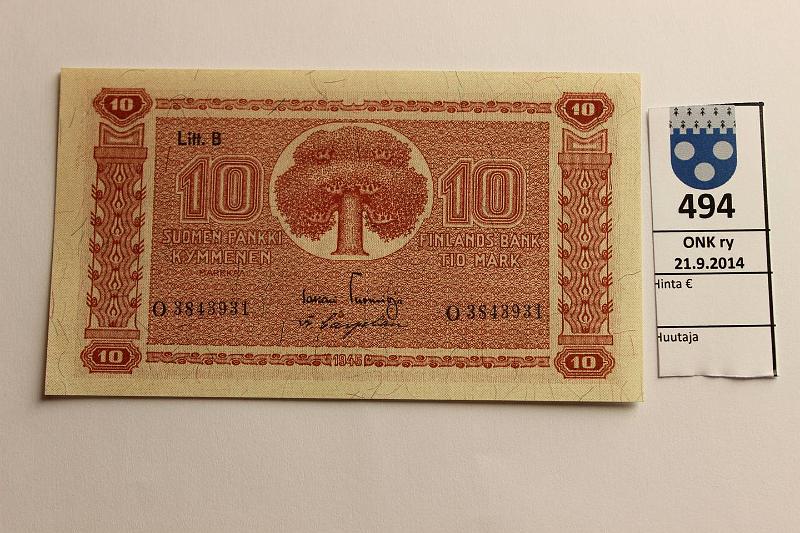 10 10
Litt. B
10 10
SUOMEN PANKKI FINLANDS BANK
KYMMENEN TIO MARK
MARKKAA
O 3843931 O 3843931
10 1945 10
494
ONK ry
21.9.2014
Hinta €
Huutaja